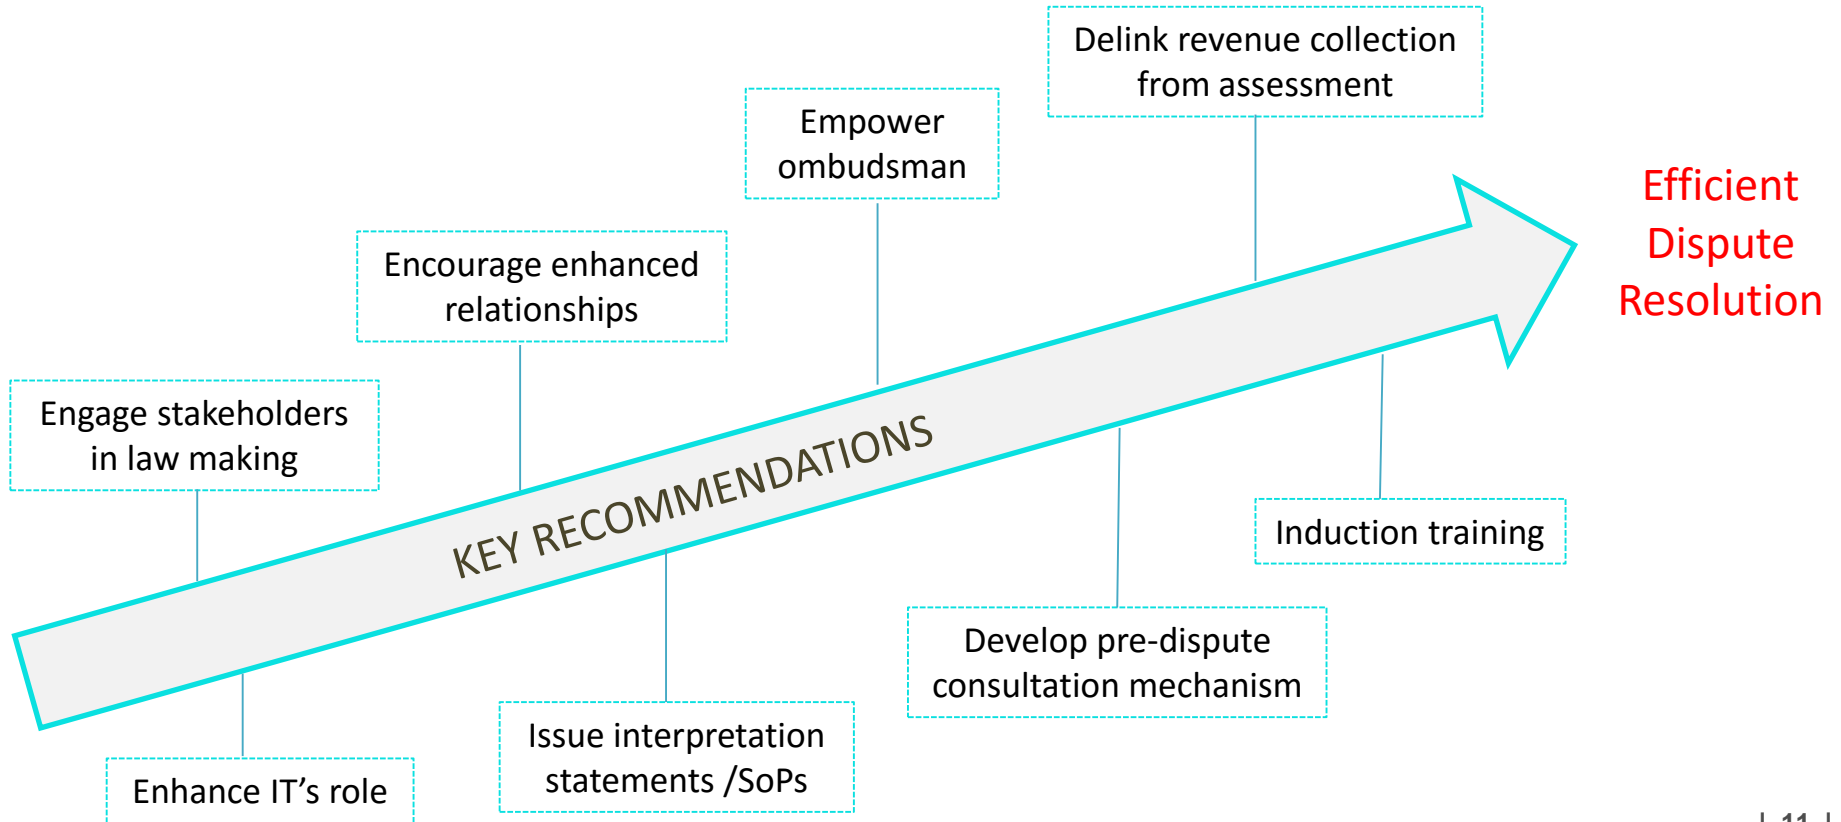 Delink revenue collection
from assessment
Empower
ombudsman
Efficient
Dispute
Resolution
Encourage enhanced
relationships
Engage stakeholders
in law making
KEY RECOMMENDATIONS
Induction training
Develop pre-dispute
consultation mechanism
Issue interpretation
statements /SoPs
Enhance IT’s role
| 11 |